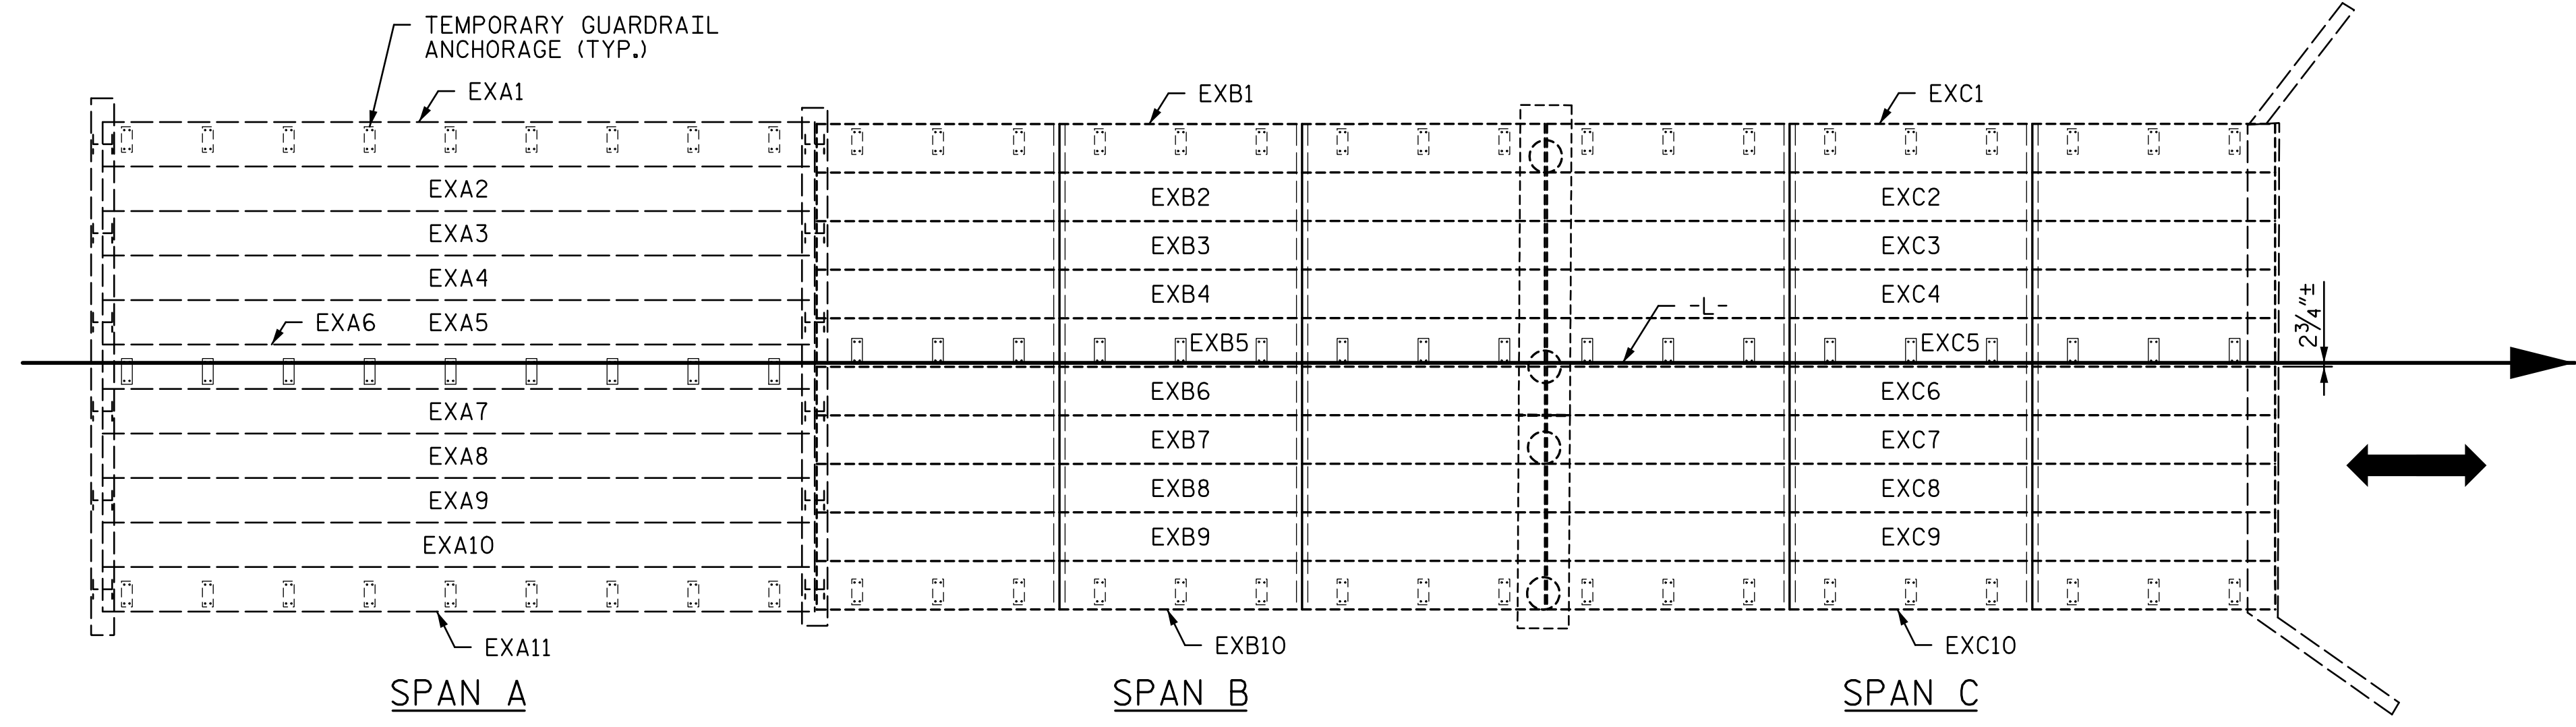 TEMPORARY GUARDRAIL
ANCHORAGE (TYP.)
EXA1
EXA2
EXA3
EXA4
EXA5
EXA6
EXA7
EXA8
EXA9
EXA10
EXA11
SPAN A
EXB1
EXB2
EXB3
EXB4
EXB5
EXB6
EXB7
EXB8
EXB9
EXB10
SPAN B
-L-
EXC1
EXC2
EXC3
EXC4
EXC5
EXC6
EXC7
EXC8
EXC9
EXC10
SPAN C
2¾"±